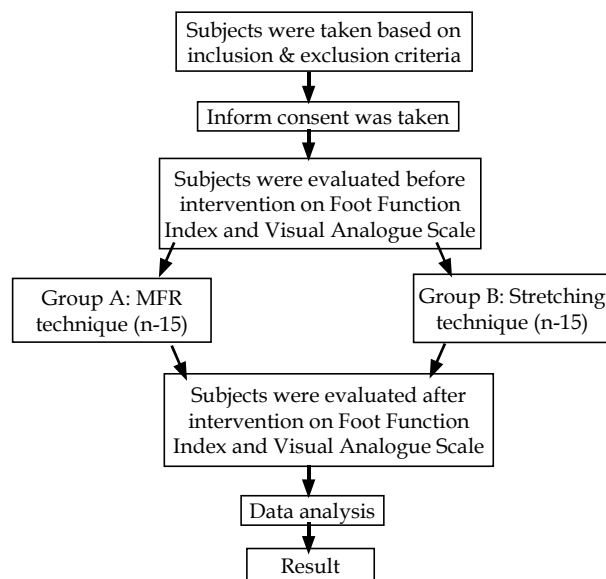 Subjects were taken based on
inclusion & exclusion criteria
Inform consent was taken
Subjects were evaluated before
intervention on Foot Function
Index and Visual Analogue Scale
Group A: MFR
technique (n-15)
Group B: Stretching
technique (n-15)
Subjects were evaluated after
intervention on Foot Function
Index and Visual Analogue Scale
Data analysis
Result